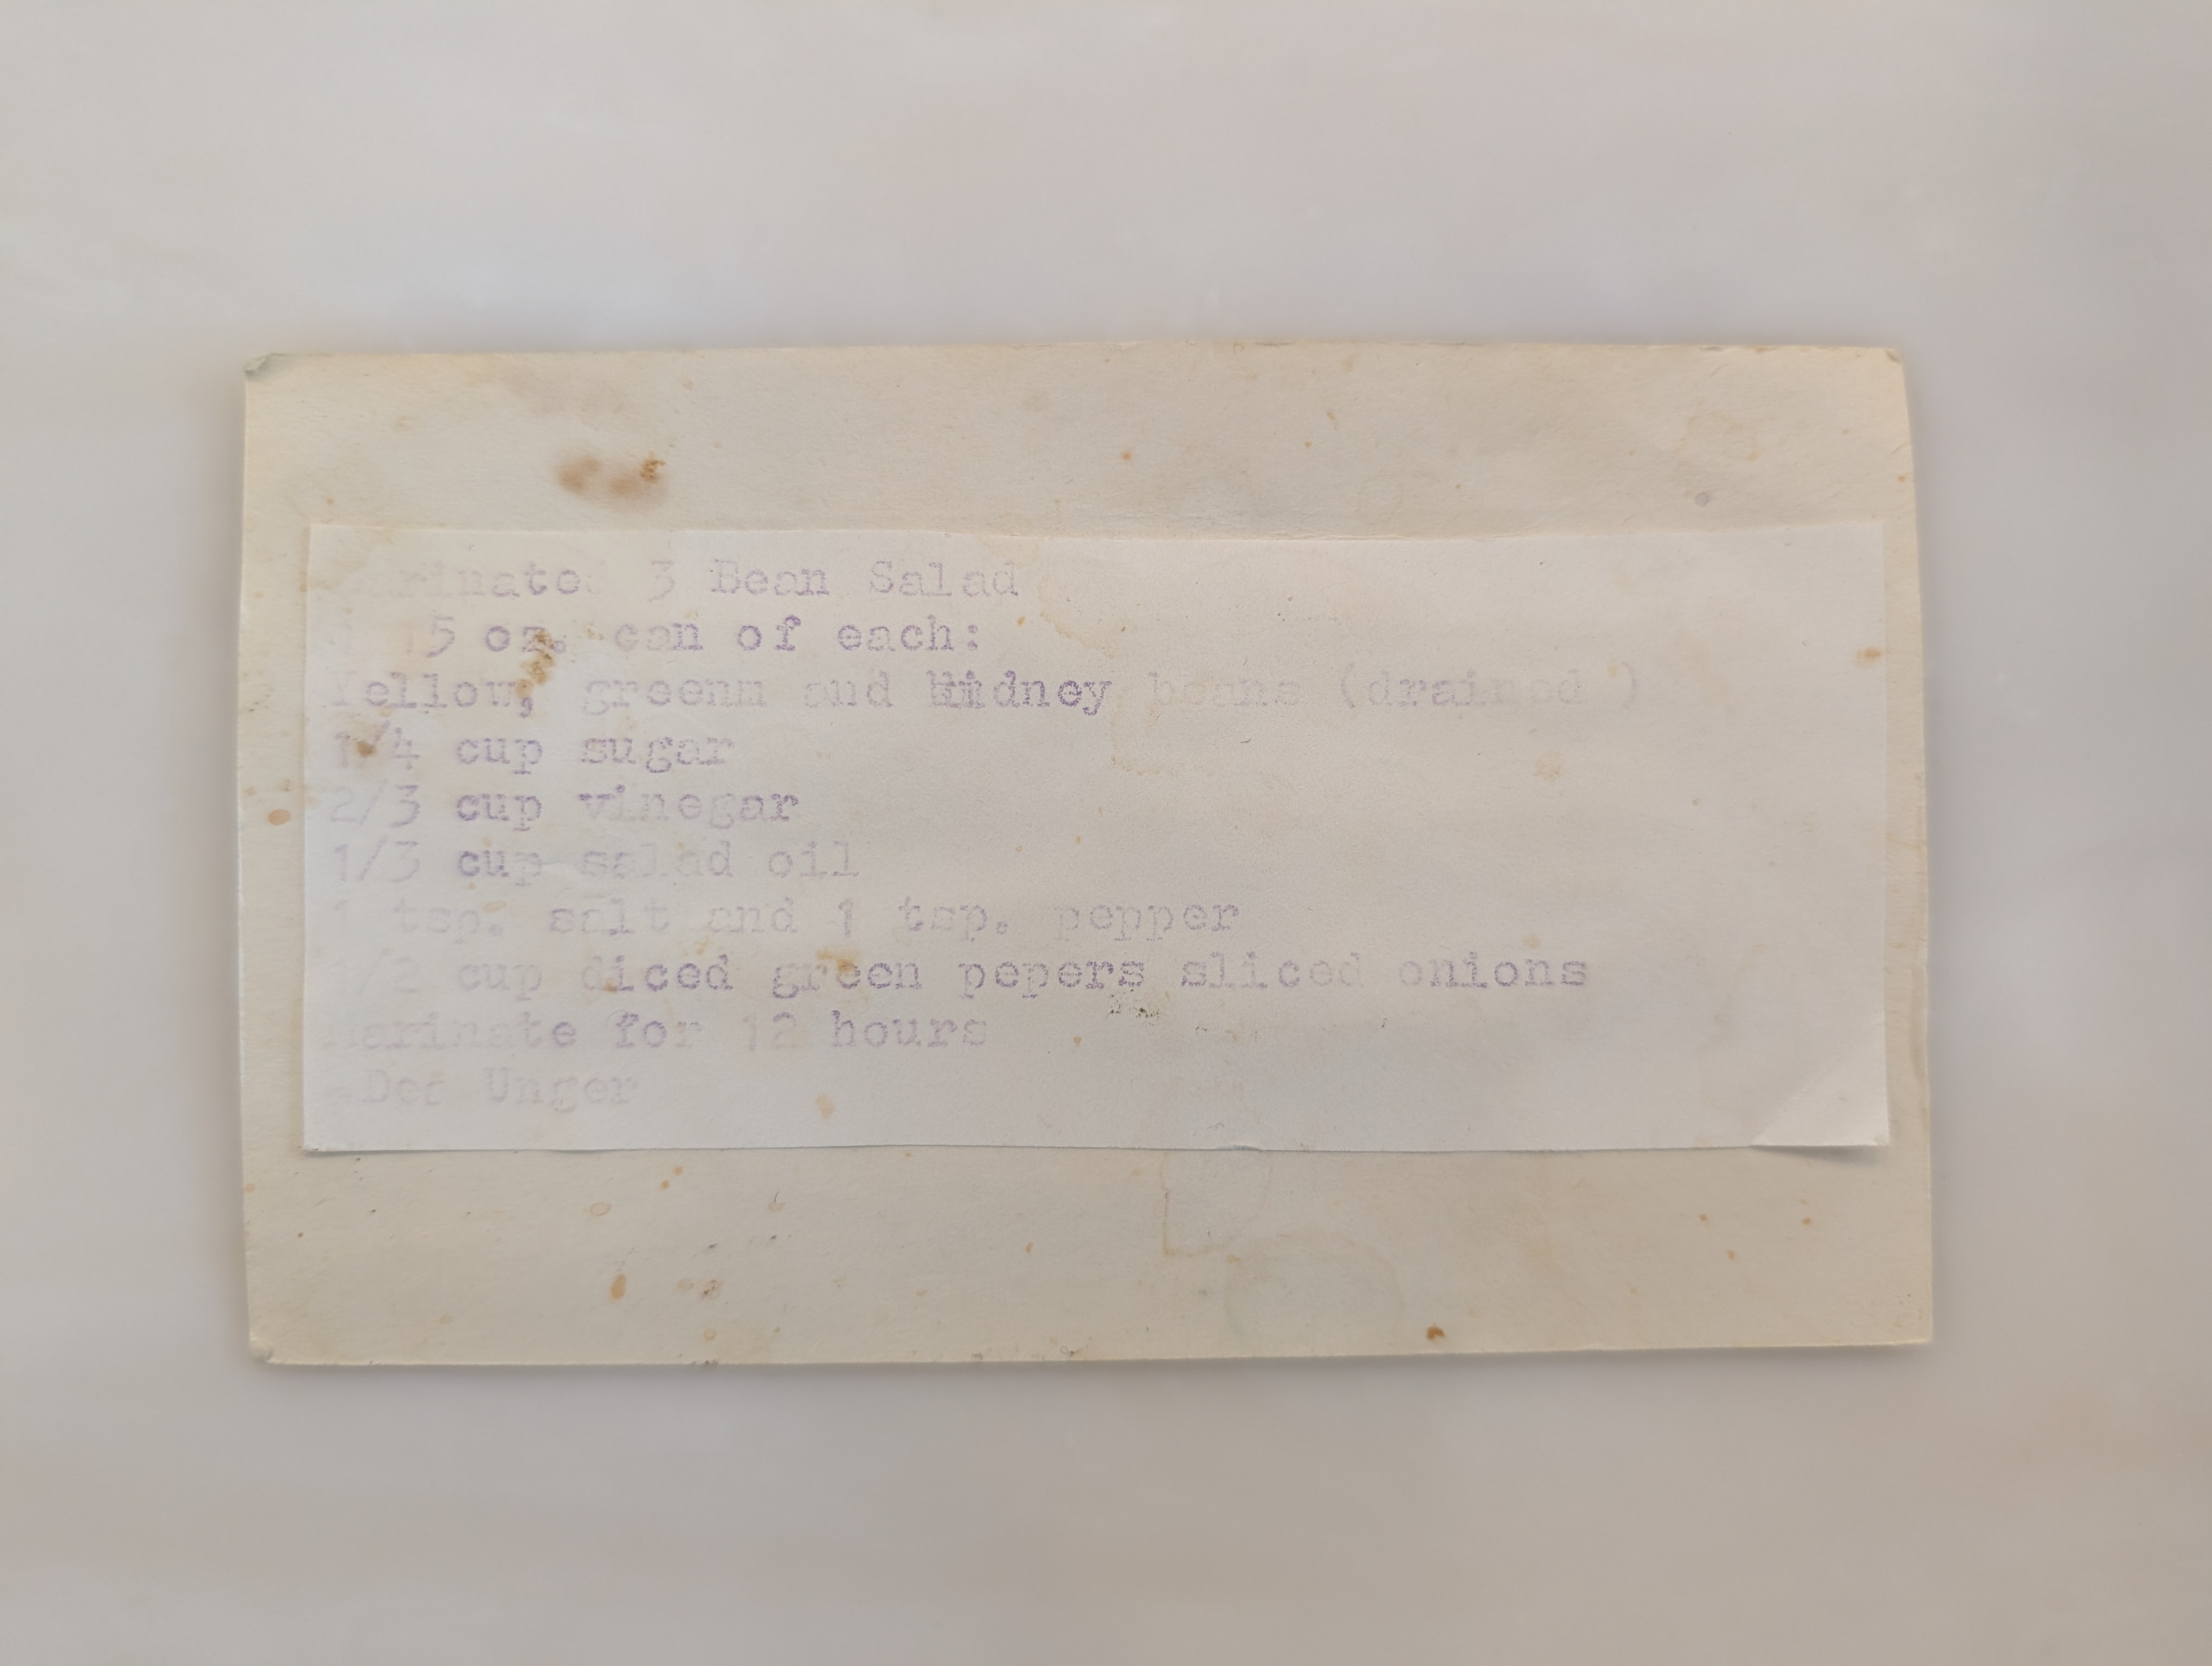 Marinated 3 Bean Salad
1 15 oz. can of each:
Yellow, greenm and kidney beans (drained )
1/4 cup sugar
2/3 cup vinegar
1/3 cup salad oil
1 tsp. salt and 1 tsp. pepper
1/2 cup diced green pepers sliced onions
Marinate for 12 hours
Unger